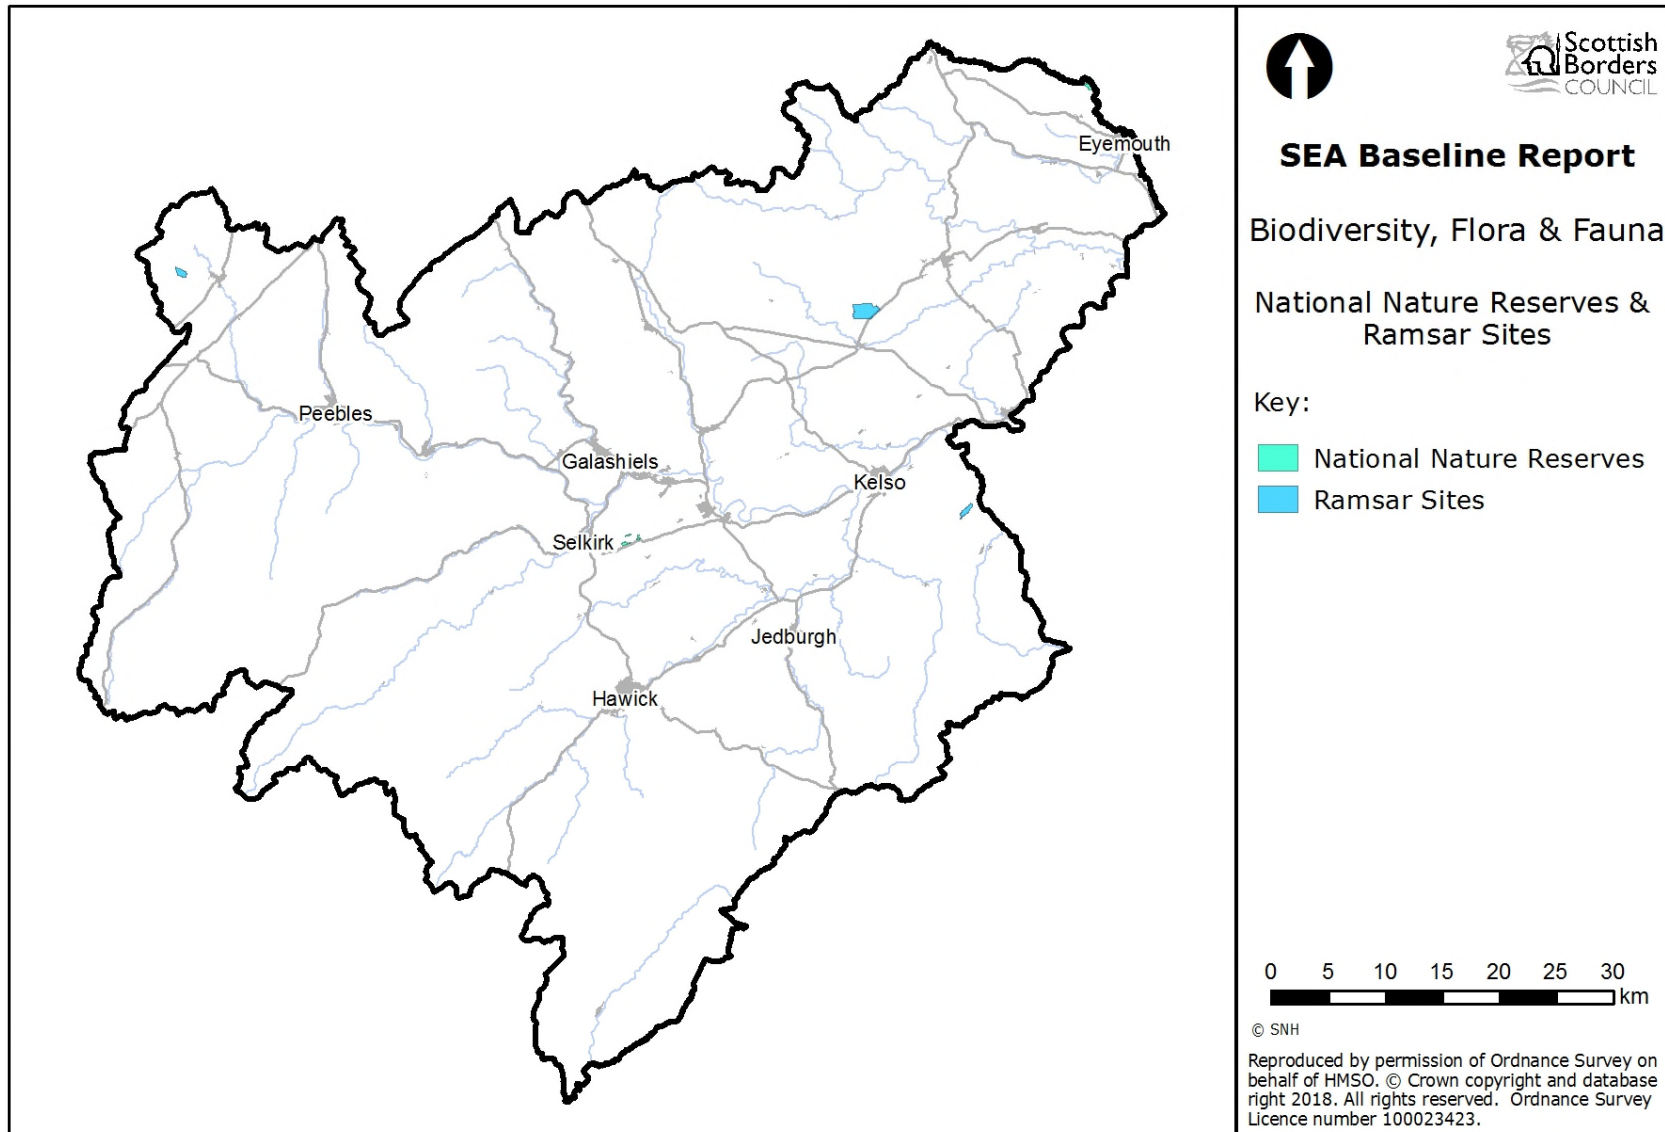 Scottish
Borders
COUNCIL
SEA Baseline Report
Biodiversity, Flora & Fauna
National Nature Reserves &
Ramsar Sites
Key:
National Nature Reserves
Ramsar Sites
Eyemouth
Peebles
Galashiels
Kelso
Selkirk
Jedburgh
Hawick
0 5 10 15 20 25 30
km
© SNH
Reproduced by permission of Ordnance Survey on
behalf of HMSO. © Crown copyright and database
right 2018. All rights reserved. Ordnance Survey
Licence number 100023423.